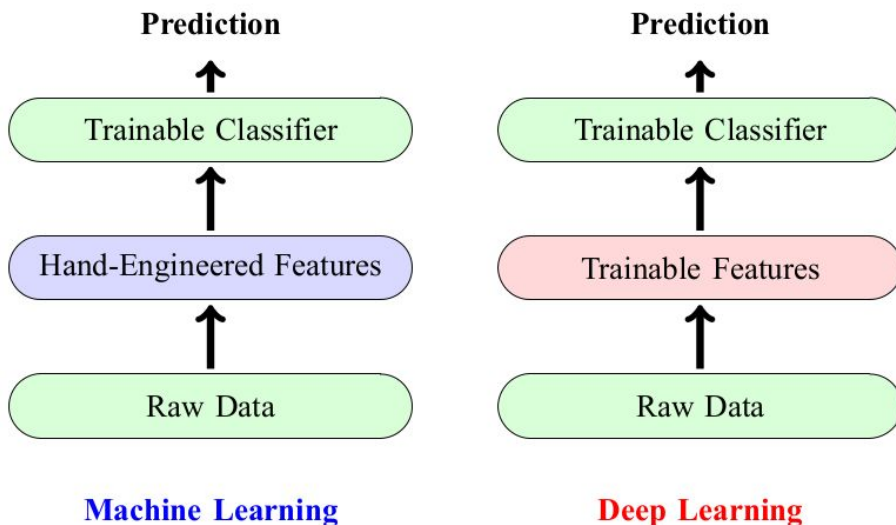 Prediction
Trainable Classifier
Hand-Engineered Features
Raw Data
Machine Learning
Prediction
Trainable Classifier
Trainable Features
Raw Data
Deep Learning